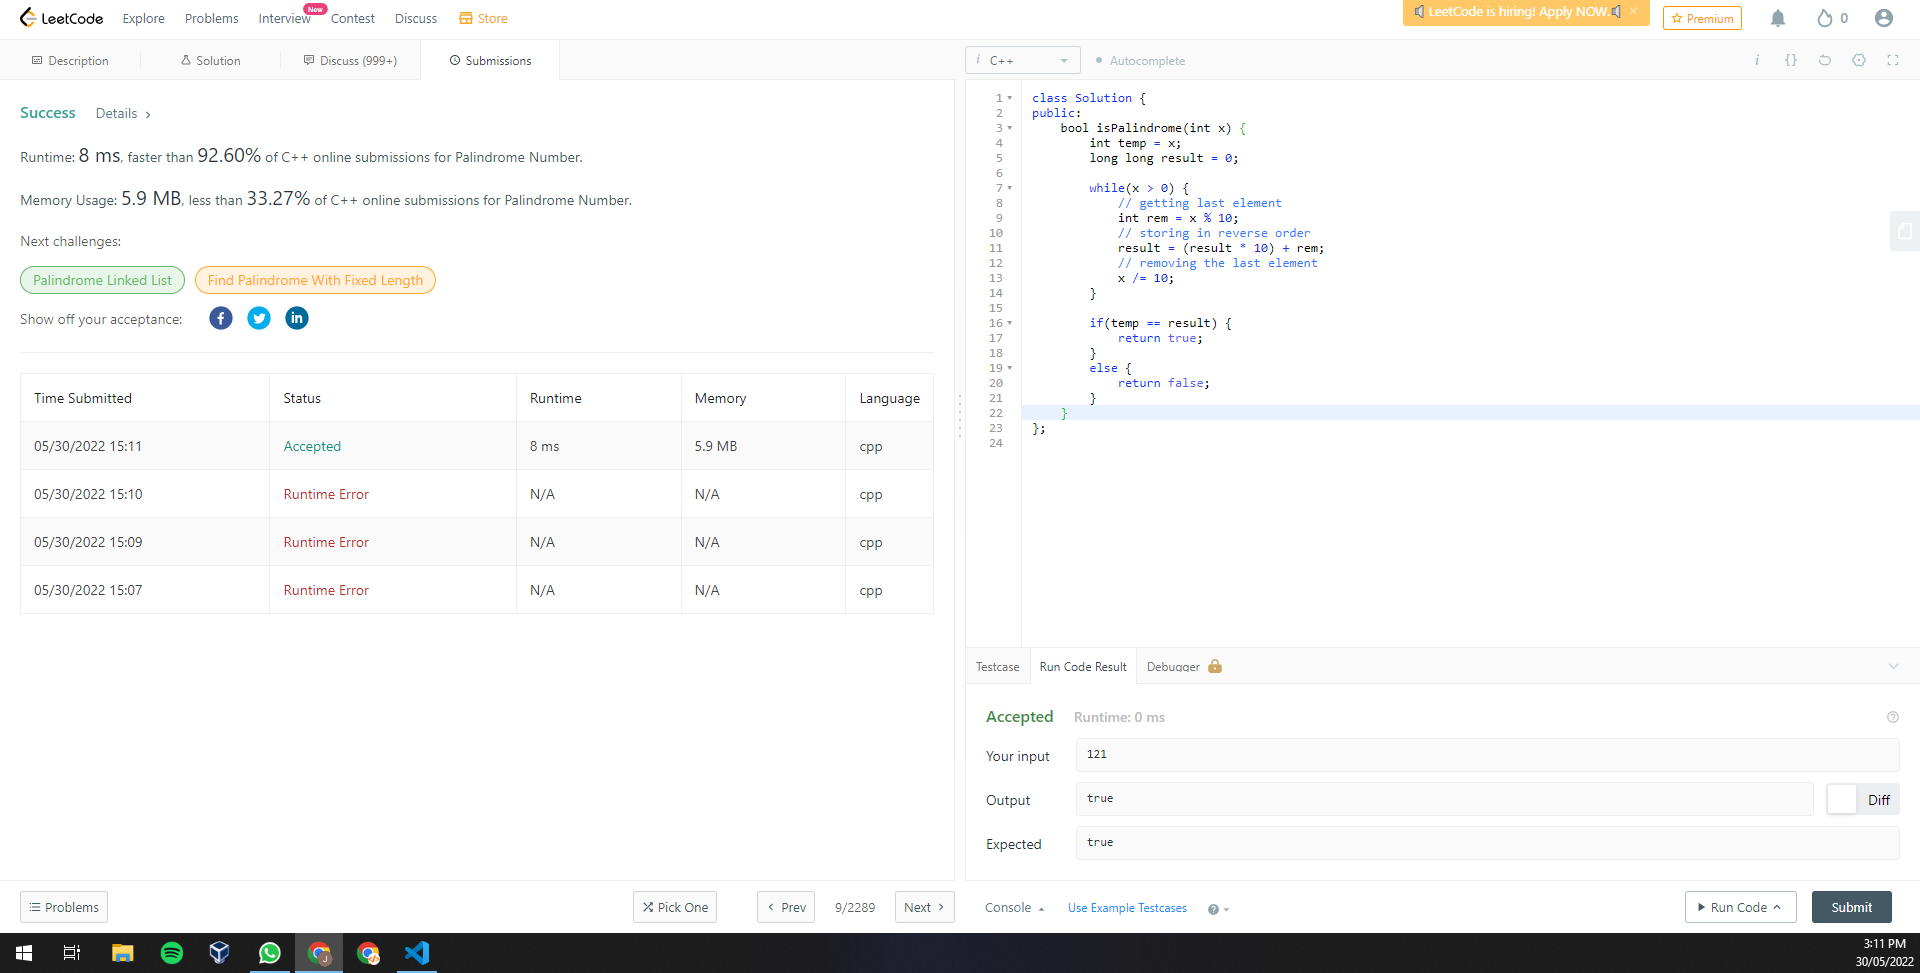 LeetCode Explore Problems Interview New Contest Discuss Store
LeetCode is hiring! Apply NOW. × Premium 0
Description Solution Discuss (999+) Submissions
i C++ Autocomplete i {}
Success Details >
Runtime: 8 ms, faster than 92.60% of C++ online submissions for Palindrome Number.
Memory Usage: 5.9 MB, less than 33.27% of C++ online submissions for Palindrome Number.
Next challenges:
Palindrome Linked List Find Palindrome With Fixed Length
Show off your acceptance: f in
Time Submitted Status Runtime Memory Language
05/30/2022 15:11 Accepted 8 ms 5.9 MB cpp
05/30/2022 15:10 Runtime Error N/A N/A cpp
05/30/2022 15:09 Runtime Error N/A N/A cpp
05/30/2022 15:07 Runtime Error N/A N/A cpp
Problems Pick One < Prev 9/2289 Next >
1 class Solution {
2 public:
3 bool isPalindrome(int x) {
4 int temp = x;
5 long long result = 0;
6
7 while(x > 0) {
8 // getting last element
9 int rem = x % 10;
10 // storing in reverse order
11 result = (result * 10) + rem;
12 // removing the last element
13 x /= 10;
14 }
15
16 if(temp == result) {
17 return true;
18 }
19 else {
20 return false;
21 }
22 }
23 };
24
Testcase Run Code Result Debugger
Accepted Runtime: 0 ms ?
Your input 121
Output true Diff
Expected true
Console Use Example Testcases ? Run Code Submit
3:11 PM
30/05/2022